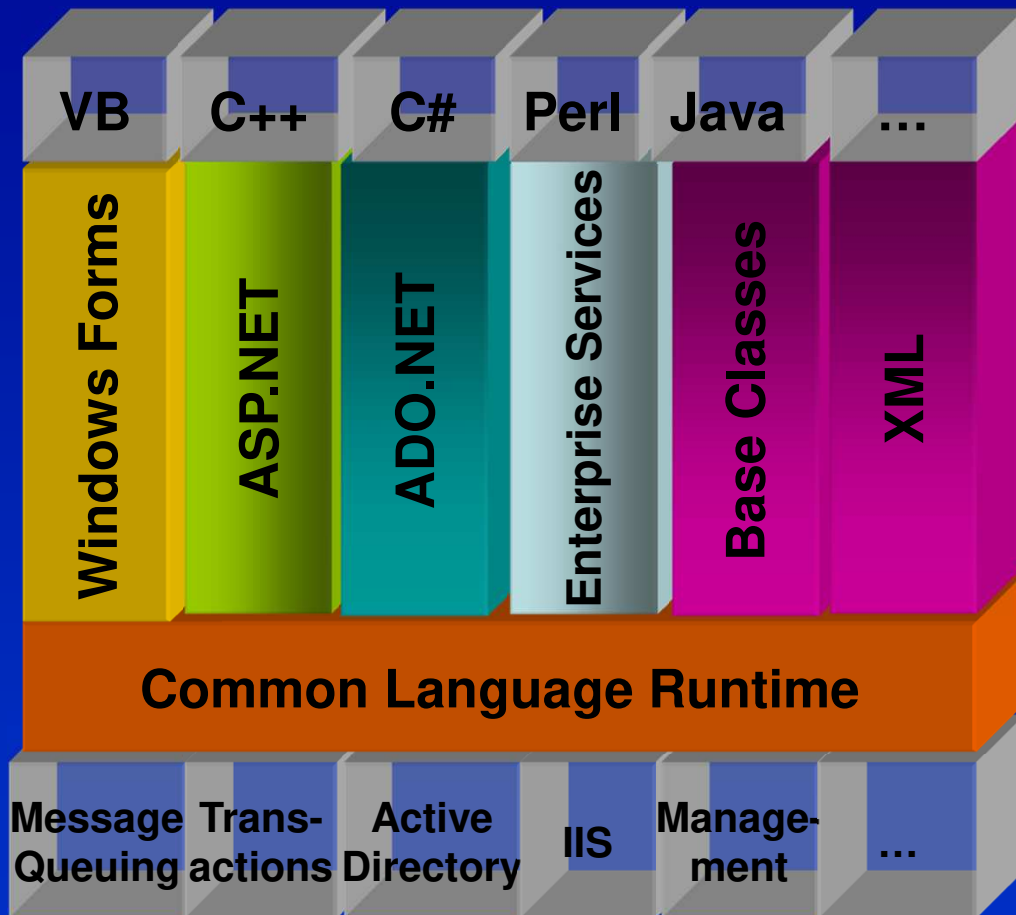 VB
C++
C#
Perl
Java
...
Windows Forms
ASP.NET
ADO.NET
Enterprise Services
Base Classes
XML
Common Language Runtime
Message
Queuing
Trans-
actions
Active
Directory
IIS
Manage-
ment
...